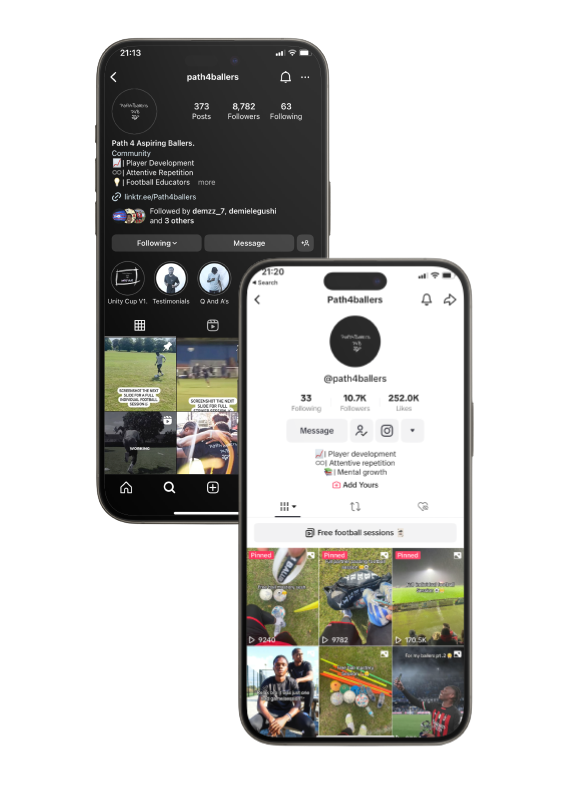 21:13
path4ballers
373
8,782
63
Posts
Followers
Following
Path 4 Aspiring Ballers.
Community
📈| Player Development
♾️| Attentive Repetition
💡| Football Educators more
linktr.ee/Path4ballers
Followed by demzz_7, demielegushi
and 3 others
Following
Message
Unity Cup V1.
Testimonials
Q And A's
SCREENSHOT THE NEXT
SLIDE FOR A FULL
INDIVIDUAL FOOTBALL
SESSION
SCREENSHOT THE NEXT
SLIDE FOR A FULL
WORKING
21:20
Search
Path4ballers
@path4ballers
33
10.7K
252.0K
Following
Followers
Likes
Message
📈| Player development
♾️| Attentive repetition
📚| Mental growth
Add Yours
Free football sessions
Pinned
Pinned
Pinned
9240
9782
170.5K
For my ballers pt.2